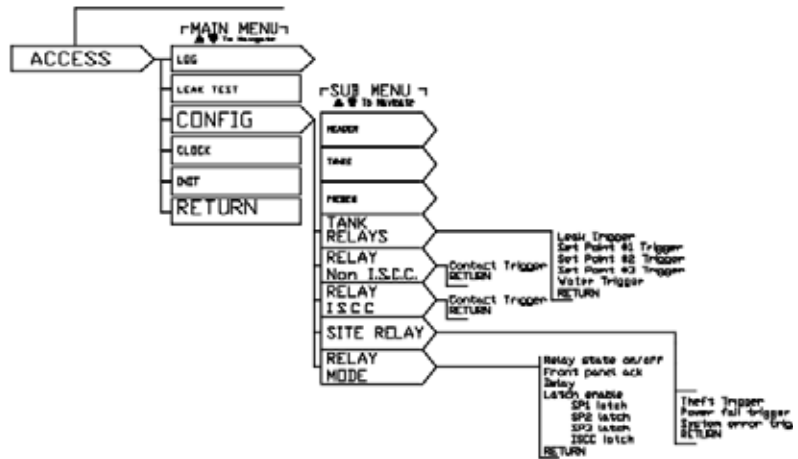 MAIN MENU
▲ ▼ To Navigate
ACCESS
LOG
LEAK TEST
CONFIG
CLOCK
INIT
RETURN
SUB MENU
▲ ▼ To Navigate
HEADER
TANKS
PROBES
TANK
RELAYS
RELAY
Non I.S.C.C.
RELAY
ISCC
SITE RELAY
RELAY
MODE
Leak Trigger
Set Point #1 Trigger
Set Point #2 Trigger
Set Point #3 Trigger
Water Trigger
RETURN
Contact Trigger
RETURN
Contact Trigger
RETURN
Relay state on/off
Front panel ack
Delay
Latch enable
SP1 latch
SP2 latch
SP3 latch
ISCC latch
RETURN
Theft Trigger
Power fail trigger
System error trig
RETURN